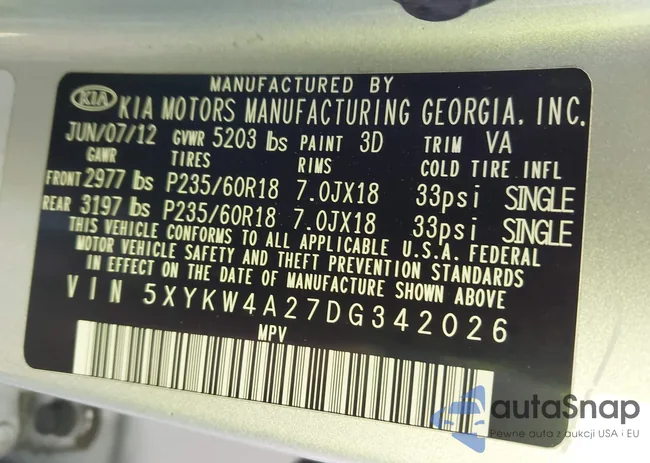 MANUFACTURED BY
KIA KIA MOTORS MANUFACTURING GEORGIA, INC.
JUN/07/12 GVWR 5203 lbs PAINT 3D TRIM VA
GAWR TIRES RIMS COLD TIRE INFL
FRONT 2977 lbs P235/60R18 7.0JX18 33psi SINGLE
REAR 3197 lbs P235/60R18 7.0JX18 33psi SINGLE
THIS VEHICLE CONFORMS TO ALL APPLICABLE U.S.A. FEDERAL
MOTOR VEHICLE SAFETY AND THEFT PREVENTION STANDARDS
IN EFFECT ON THE DATE OF MANUFACTURE SHOWN ABOVE
VIN 5XYKW4A27DG342026
MPV
autaSnap
Pewne auta z aukcji USA i EU